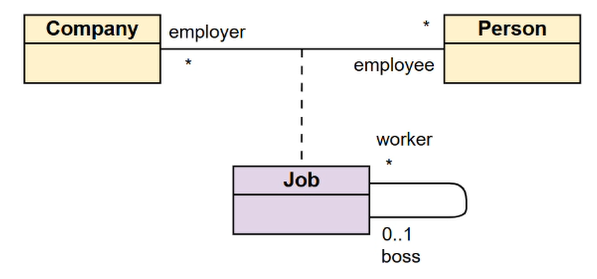 Company
employer
*
*
employee
Person
worker
*
Job
0..1
boss